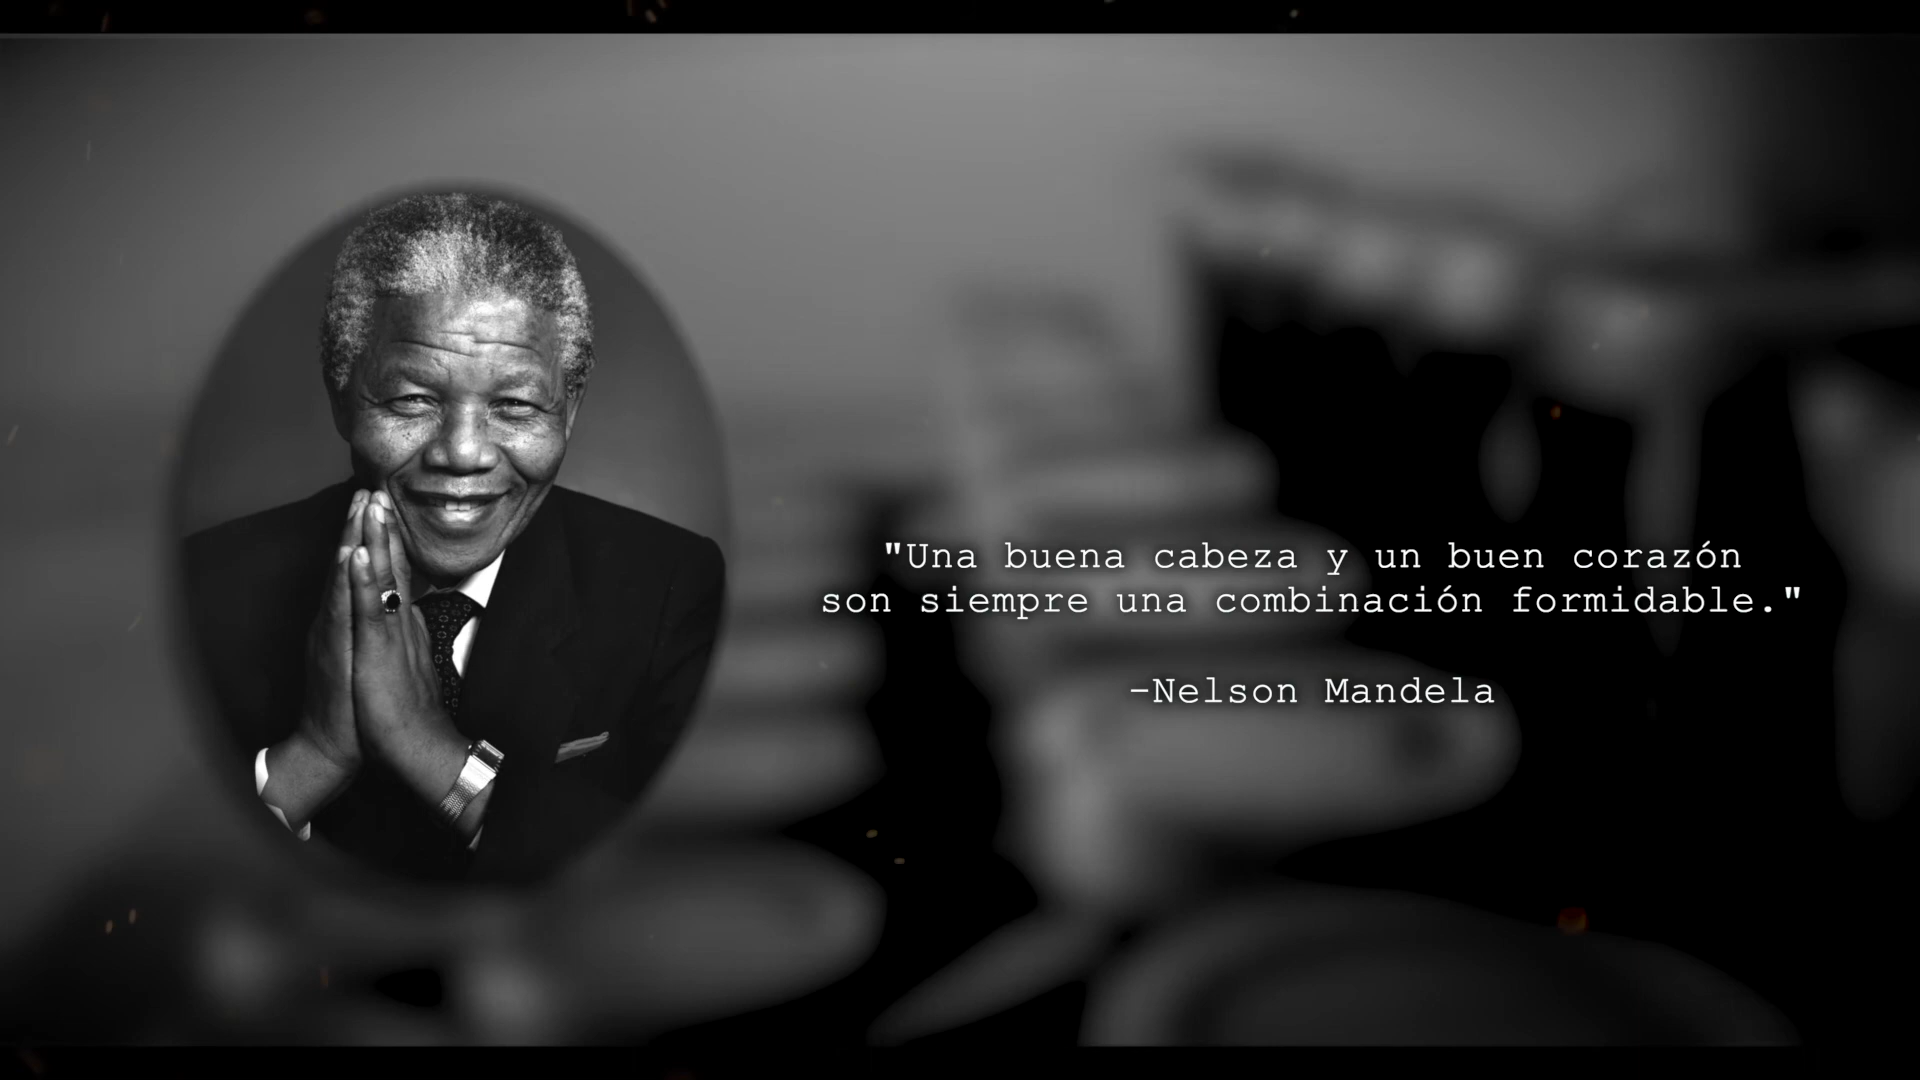 "Una buena cabeza y un buen corazón
son siempre una combinación formidable."
-Nelson Mandela